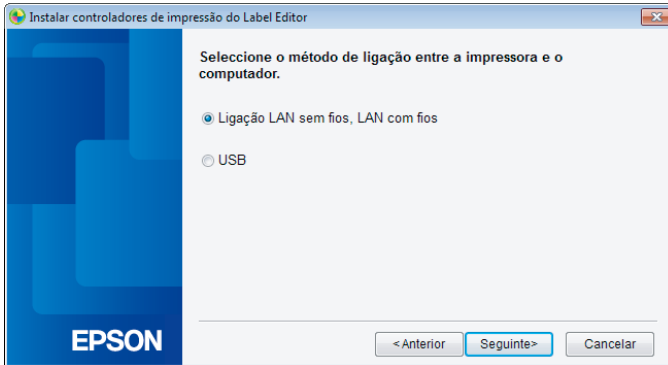 Instalar controladores de impressão do Label Editor
Seleccione o método de ligação entre a impressora e o
computador.
Ligação LAN sem fios, LAN com fios
USB
EPSON
<Anterior
Seguinte>
Cancelar